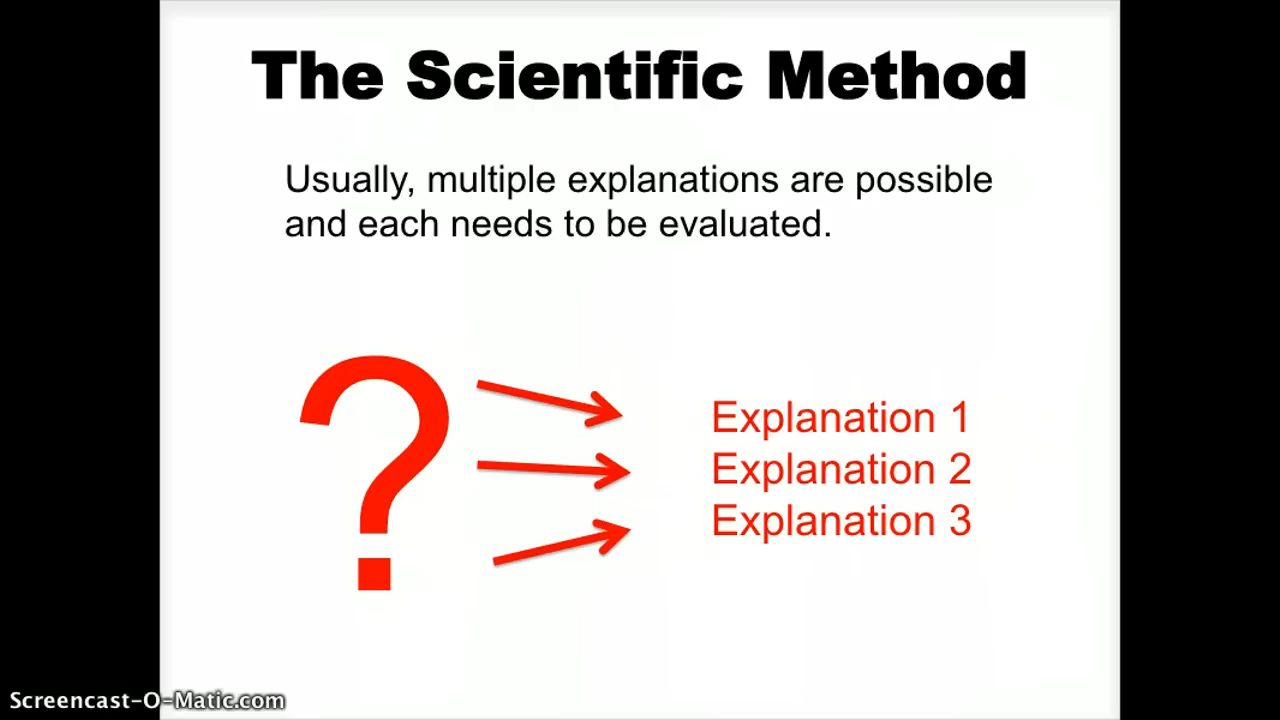 The Scientific Method
Usually, multiple explanations are possible
and each needs to be evaluated.
?
Explanation 1
Explanation 2
Explanation 3
Screencast-O-Matic.com